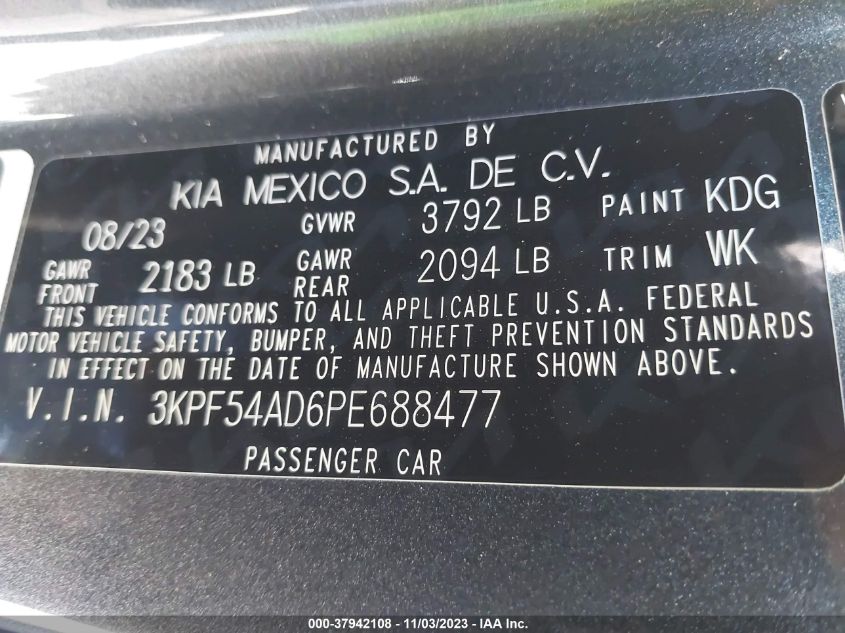 MANUFACTURED BY
KIA MEXICO S.A. DE C.V.
08/23 GVWR 3792 LB PAINT KDG
GAWR FRONT 2183 LB GAWR REAR 2094 LB TRIM WK
THIS VEHICLE CONFORMS TO ALL APPLICABLE U.S.A. FEDERAL
MOTOR VEHICLE SAFETY, BUMPER, AND THEFT PREVENTION STANDARDS
IN EFFECT ON THE DATE OF MANUFACTURE SHOWN ABOVE.
V.I.N. 3KPF54AD6PE688477
PASSENGER CAR
000-37942108 - 11/03/2023 - IAA Inc.